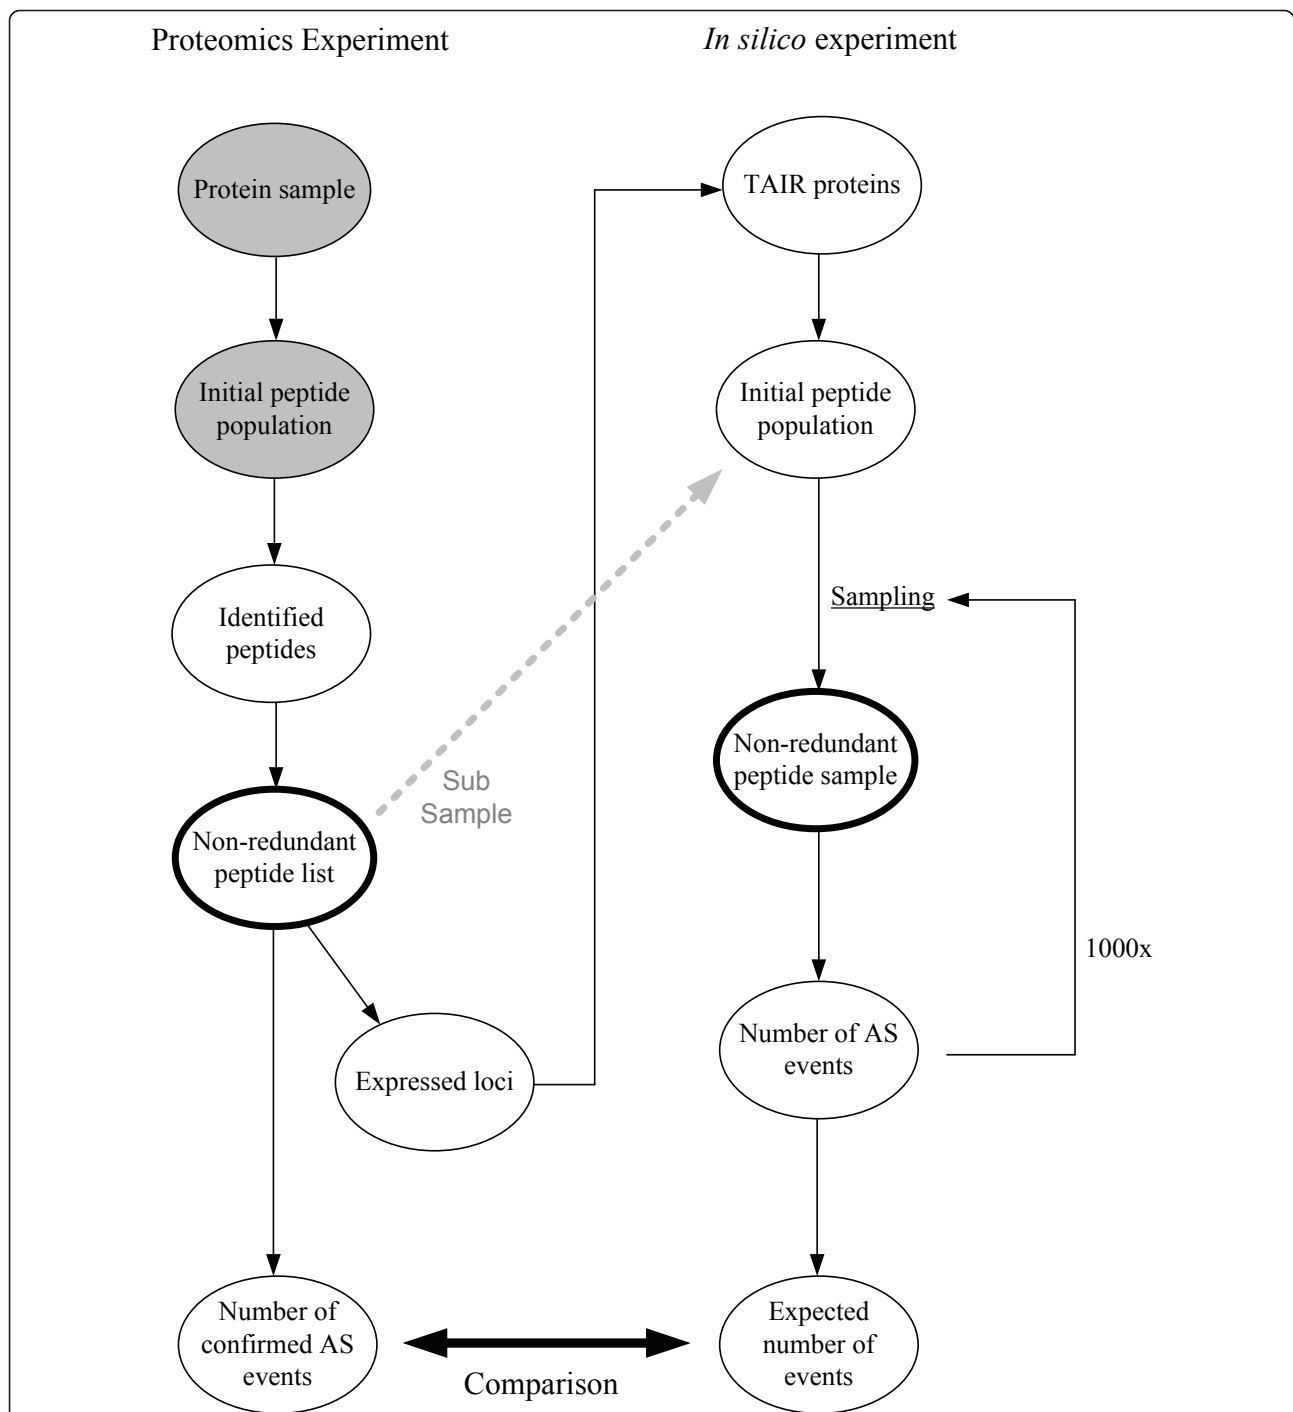 Proteomics Experiment
In silico experiment
Protein sample
TAIR proteins
Initial peptide
population
Initial peptide
population
Identified
peptides
Sampling
Non-redundant
peptide sample
Sub
Sample
Non-redundant
peptide list
1000x
Number of AS
events
Expressed loci
Number of
confirmed AS
events
Expected
number of
events
Comparison